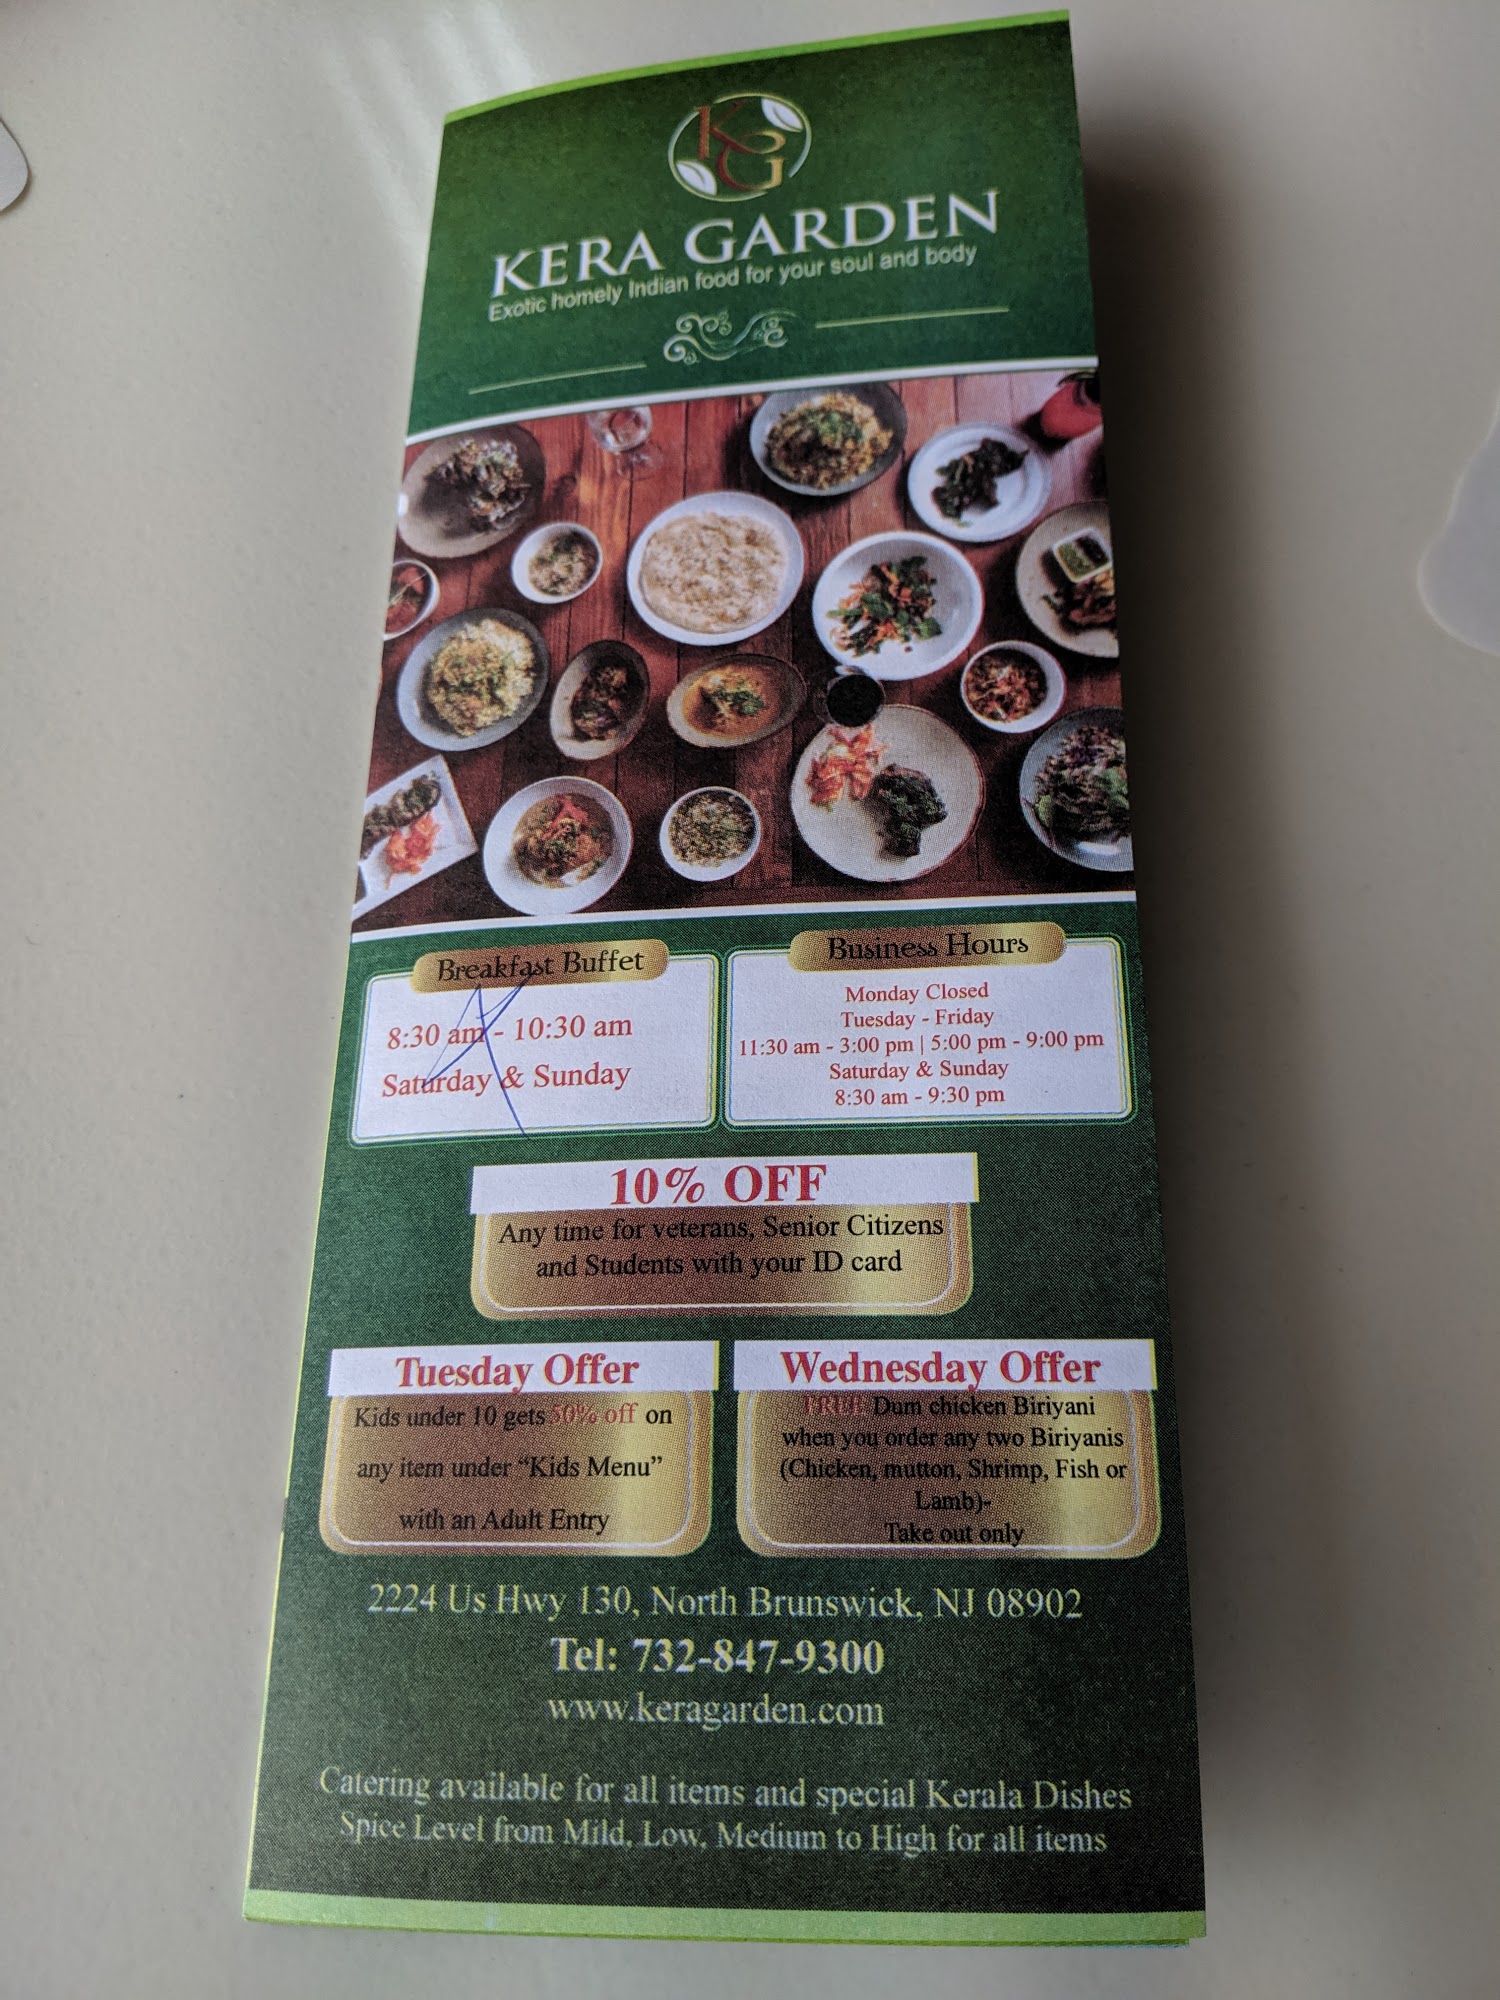 KG
KERA GARDEN
Exotic homely Indian food for your soul and body
Breakfast Buffet
8:30 am - 10:30 am
Saturday & Sunday
Business Hours
Monday Closed
Tuesday - Friday
11:30 am - 3:00 pm | 5:00 pm - 9:00 pm
Saturday & Sunday
8:30 am - 9:30 pm
10% OFF
Any time for veterans, Senior Citizens
and Students with your ID card
Tuesday Offer
Kids under 10 gets 50% off on
any item under “Kids Menu”
with an Adult Entry
Wednesday Offer
FREE Dum chicken Biriyani
when you order any two Biriyanis
(Chicken, mutton, Shrimp, Fish or
Lamb)-
Take out only
2224 Us Hwy 130, North Brunswick, NJ 08902
Tel: 732-847-9300
www.keragarden.com
Catering available for all items and special Kerala Dishes
Spice Level from Mild, Low, Medium to High for all items